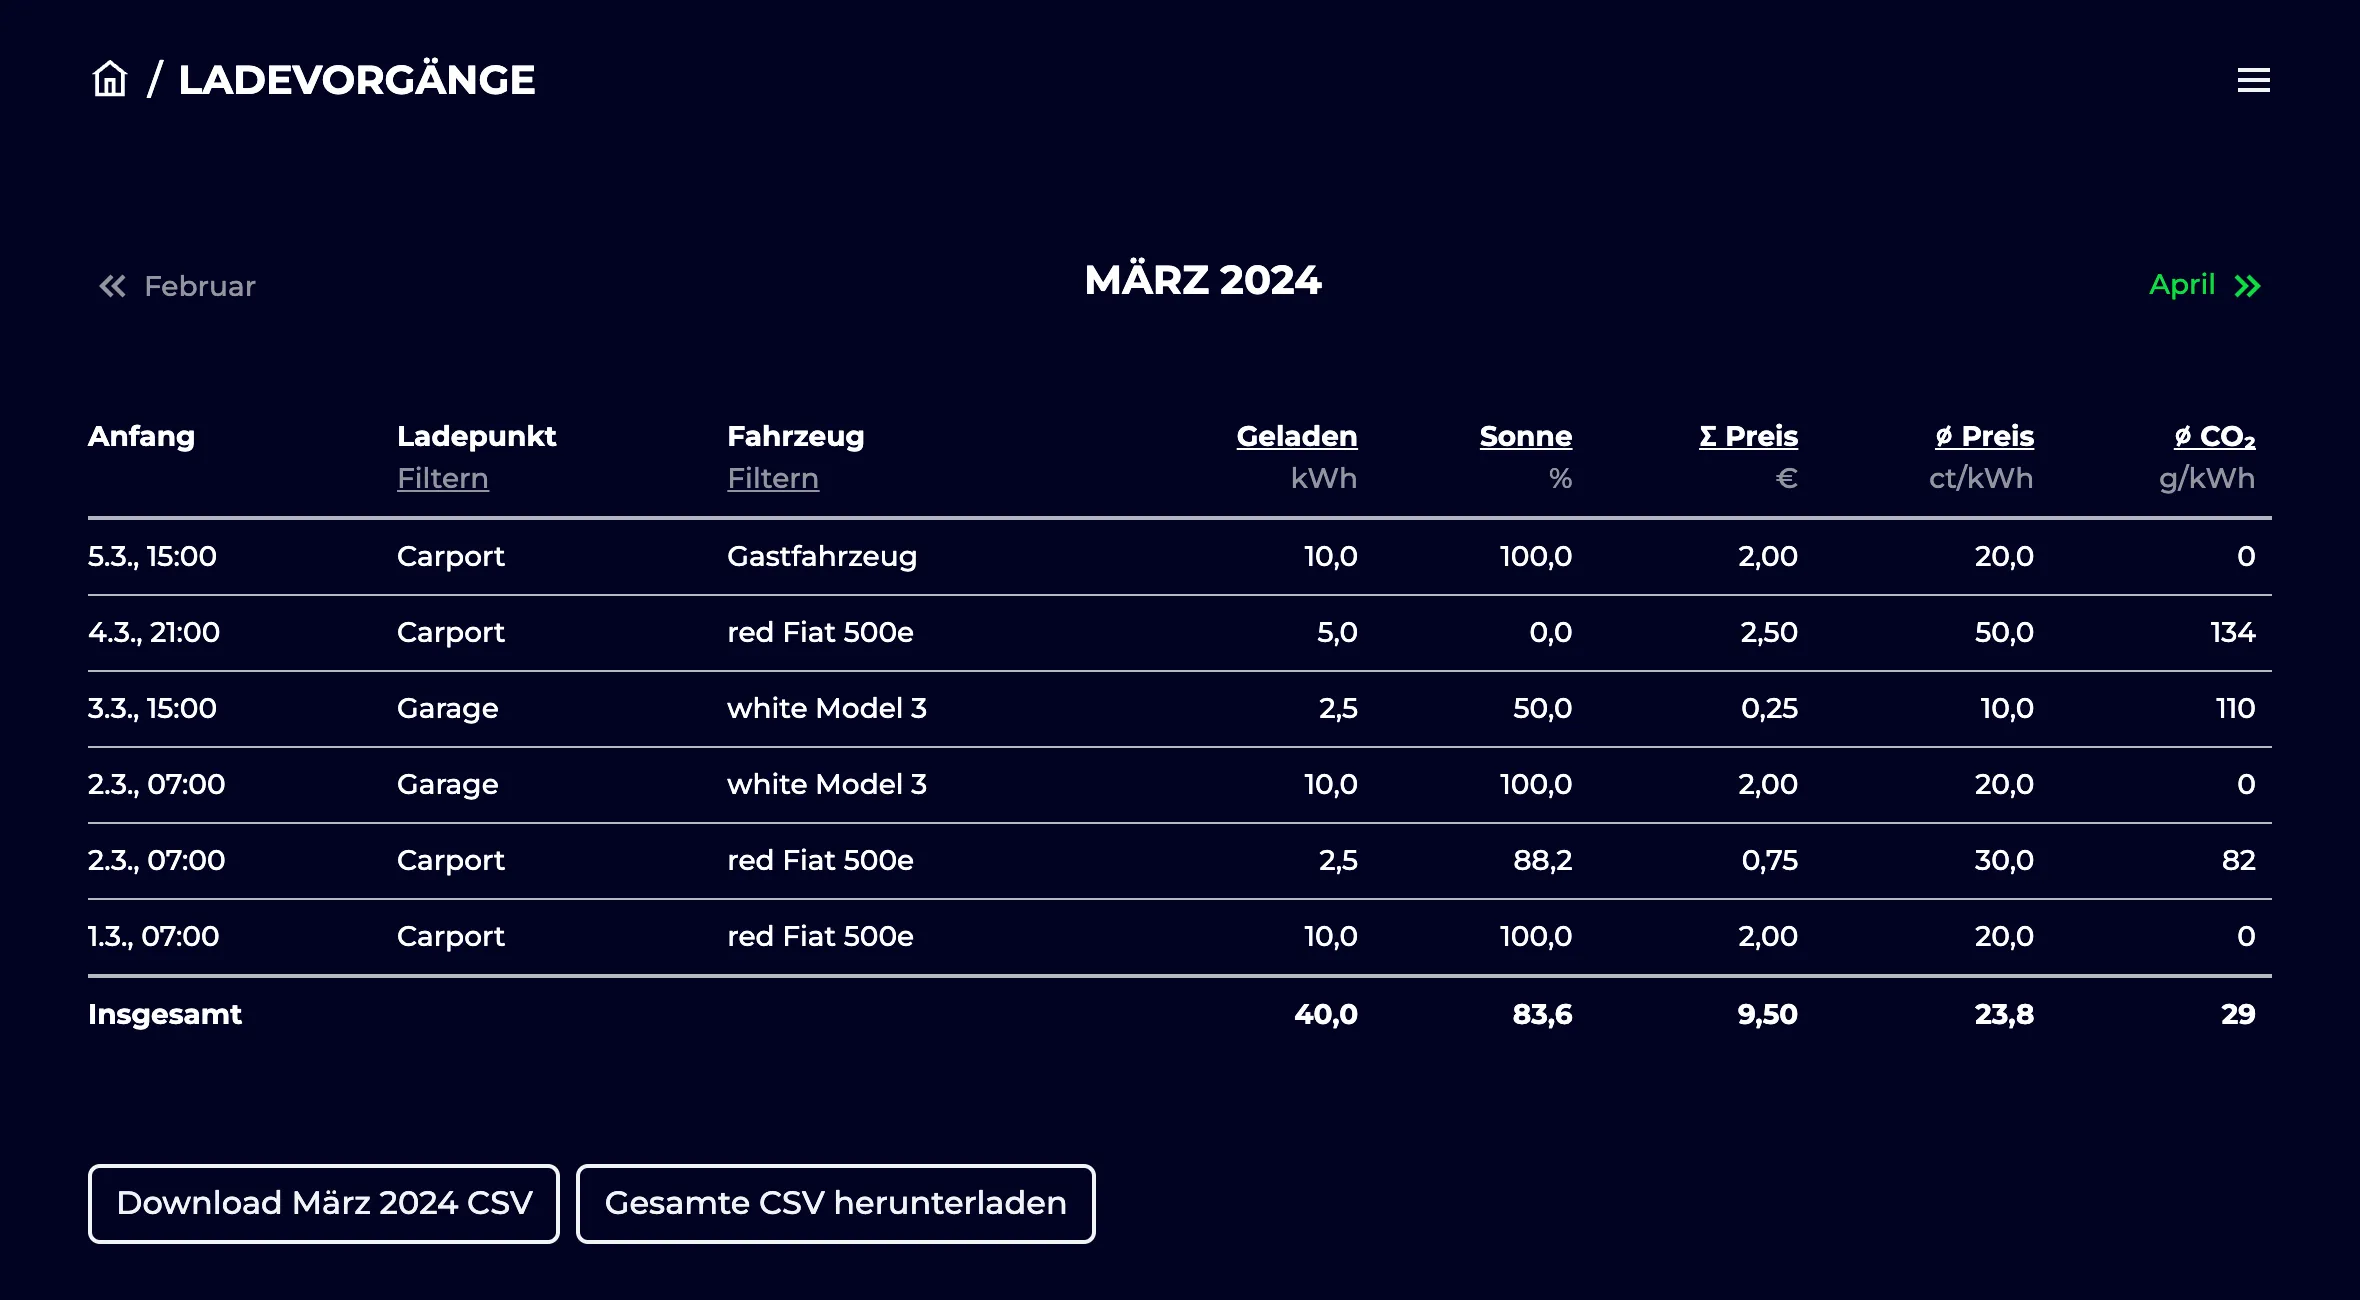 / LADEVORGÄNGE
« Februar
MÄRZ 2024
April »
Anfang Ladepunkt Fahrzeug Geladen Sonne Σ Preis ø Preis ø CO₂
Filtern Filtern kWh % € ct/kWh g/kWh
5.3., 15:00 Carport Gastfahrzeug 10,0 100,0 2,00 20,0 0
4.3., 21:00 Carport red Fiat 500e 5,0 0,0 2,50 50,0 134
3.3., 15:00 Garage white Model 3 2,5 50,0 0,25 10,0 110
2.3., 07:00 Garage white Model 3 10,0 100,0 2,00 20,0 0
2.3., 07:00 Carport red Fiat 500e 2,5 88,2 0,75 30,0 82
1.3., 07:00 Carport red Fiat 500e 10,0 100,0 2,00 20,0 0
Insgesamt 40,0 83,6 9,50 23,8 29
Download März 2024 CSV
Gesamte CSV herunterladen